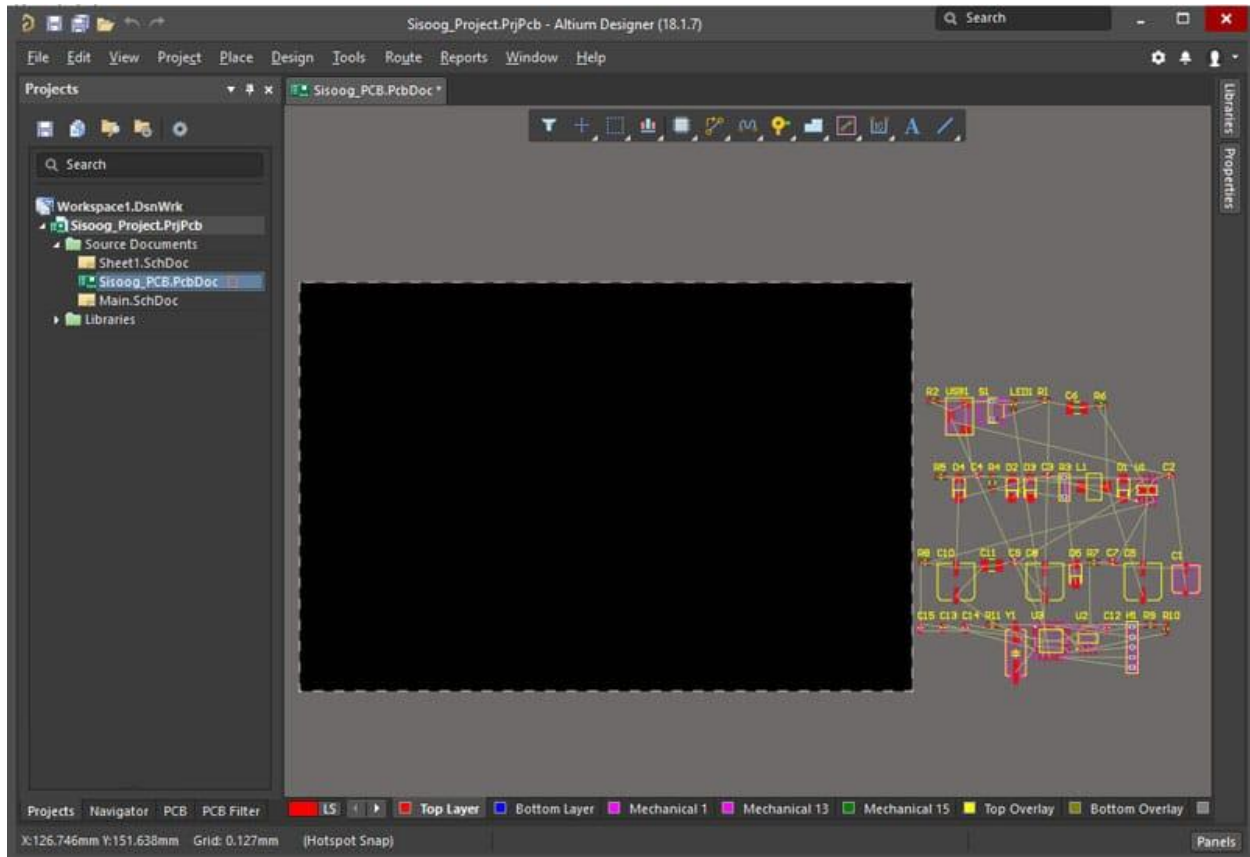 Sisoog_Project.PrjPcb - Altium Designer (18.1.7)
Search
File Edit View Project Place Design Tools Route Reports Window Help
Projects
Sisoog_PCB.PcbDoc *
Libraries
Properties
Search
Workspace1.DsnWrk
Sisoog_Project.PrjPcb
Source Documents
Sheet1.SchDoc
Sisoog_PCB.PcbDoc
Main.SchDoc
Libraries
R2 USB1 S1 LED1 R1 C6 R6
R5 D4 C4 R4 D2 D3 C3 R3 L1 D1 U1 C2
R8 C10 C11 C9 C8 D5 R7 C7 C5 C1
C15 C13 C14 R11 Y1 U3 U2 C12 H1 R9 R10
Projects Navigator PCB PCB Filter
LS Top Layer Bottom Layer Mechanical 1 Mechanical 13 Mechanical 15 Top Overlay Bottom Overlay
X:126.746mm Y:151.638mm Grid: 0.127mm (Hotspot Snap)
Panels